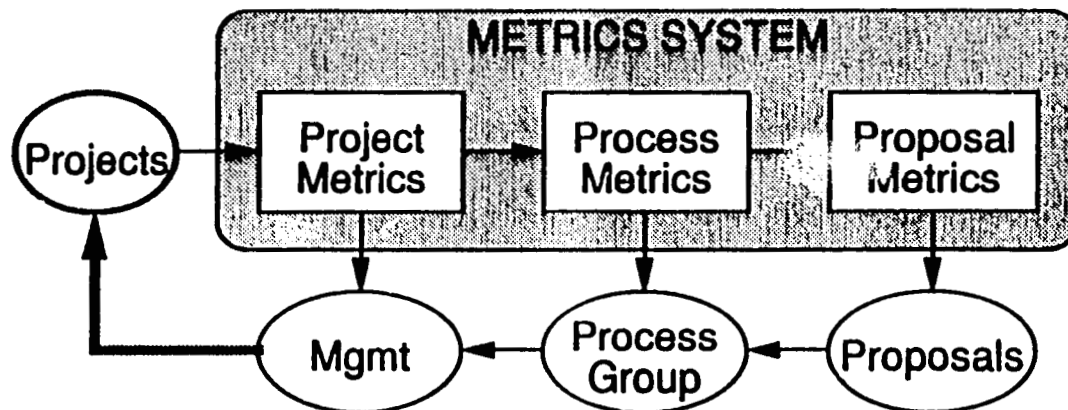 METRICS SYSTEM
Projects
Project
Metrics
Process
Metrics
Proposal
Metrics
Mgmt
Process
Group
Proposals